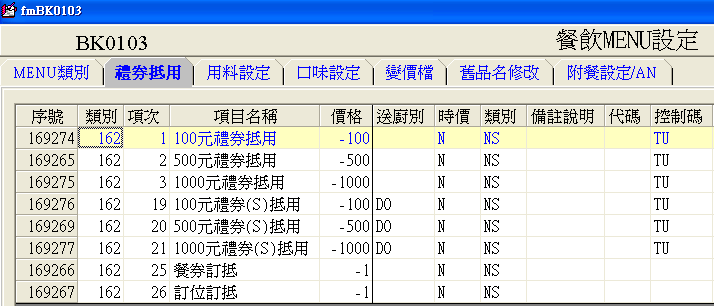 fmBK0103
BK0103 餐飲MENU設定
MENU類別 禮券抵用 用料設定 口味設定 變價檔 舊品名修改 附餐設定/AN
序號 類別 項次 項目名稱 價格 送廚別 時價 類別 備註說明 代碼 控制碼
169274 162 1 100元禮券抵用 -100 N NS TU
169265 162 2 500元禮券抵用 -500 N NS TU
169275 162 3 1000元禮券抵用 -1000 N NS TU
169276 162 19 100元禮券(S)抵用 -100 DO N NS TU
169269 162 20 500元禮券(S)抵用 -500 DO N NS TU
169277 162 21 1000元禮券(S)抵用 -1000 DO N NS TU
169266 162 25 餐券訂抵 -1 N NS
169267 162 26 訂位訂抵 -1 N NS